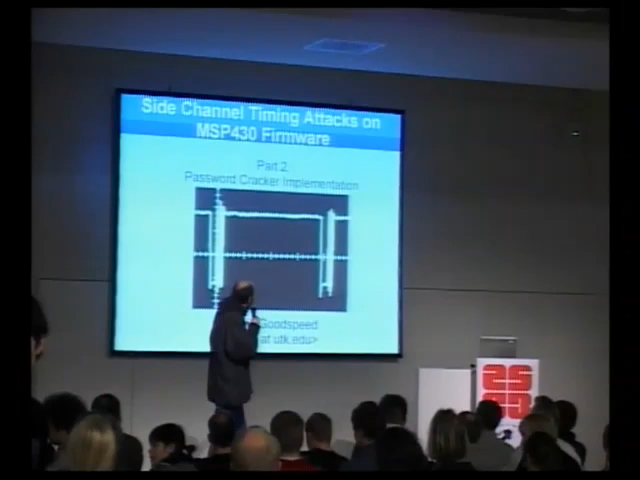 Side Channel Timing Attacks on
MSP430 Firmware
Part 2
Password Cracker Implementation
Goodspeed
at utk.edu>